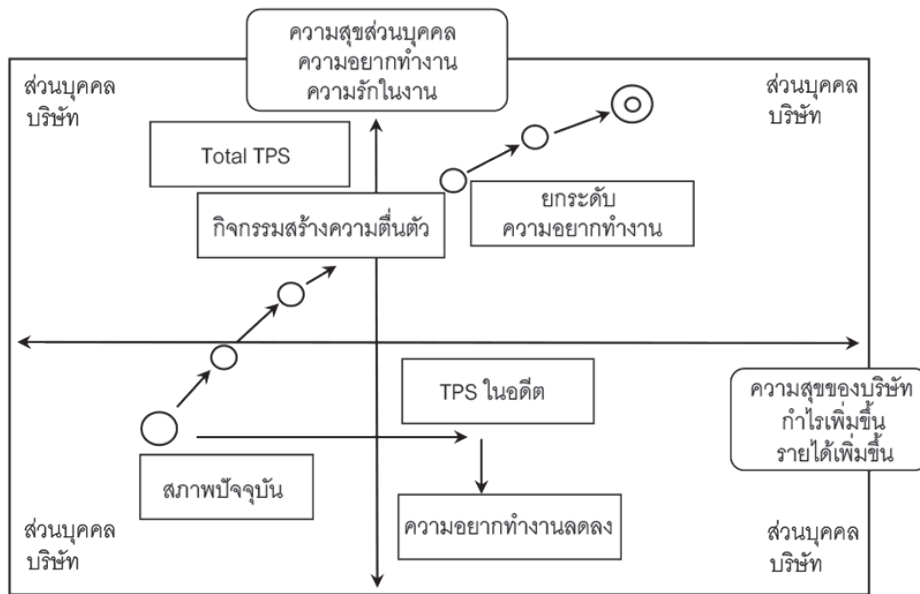 ความสุขส่วนบุคคล
ความอยากทำงาน
ความรักในงาน
ส่วนบุคคล
บริษัท
ส่วนบุคคล
บริษัท
Total TPS
กิจกรรมสร้างความตื่นตัว
ยกระดับ
ความอยากทำงาน
TPS ในอดีต
ความสุขของบริษัท
กำไรเพิ่มขึ้น
รายได้เพิ่มขึ้น
สภาพปัจจุบัน
ความอยากทำงานลดลง
ส่วนบุคคล
บริษัท
ส่วนบุคคล
บริษัท